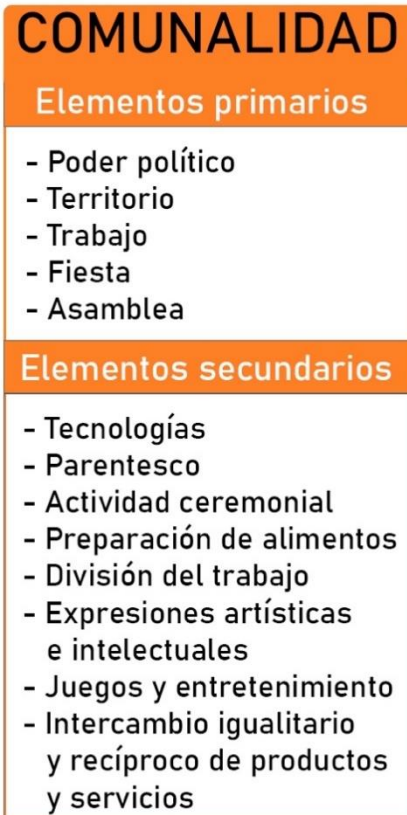 COMUNALIDAD
Elementos primarios
- Poder político
- Territorio
- Trabajo
- Fiesta
- Asamblea
Elementos secundarios
- Tecnologías
- Parentesco
- Actividad ceremonial
- Preparación de alimentos
- División del trabajo
- Expresiones artísticas
e intelectuales
- Juegos y entretenimiento
- Intercambio igualitario
y recíproco de productos
y servicios